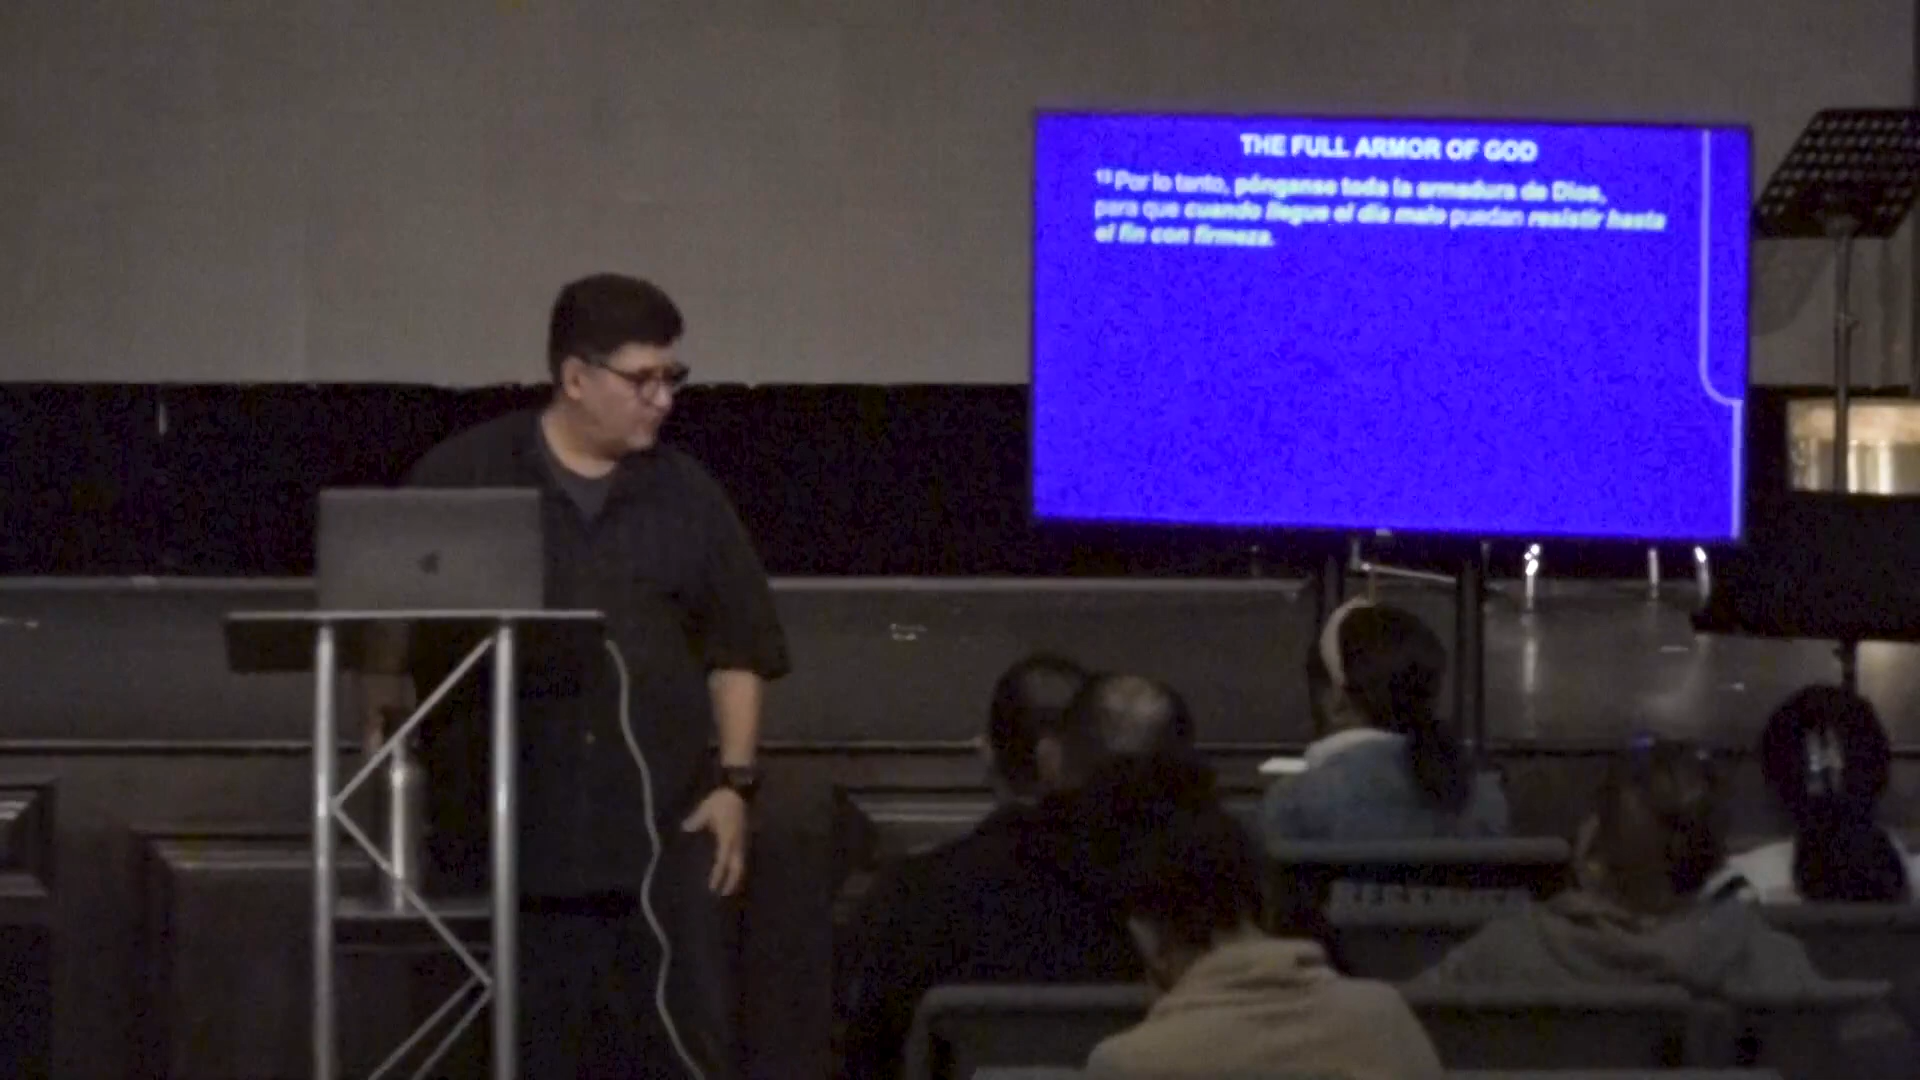 THE FULL ARMOR OF GOD
13 Por lo tanto, pónganse toda la armadura de Dios,
para que cuando llegue el día malo puedan resistir hasta
el fin con firmeza.